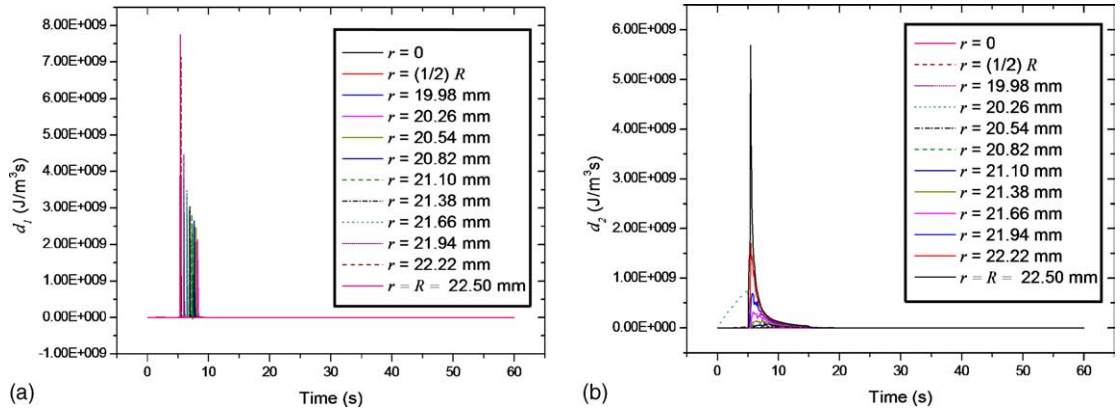 8.00E+009
7.00E+009
6.00E+009
5.00E+009
4.00E+009
3.00E+009
2.00E+009
1.00E+009
0.00E+000
-1.00E+009
d₁ (J/m³s)
0 10 20 30 40 50 60
Time (s)
r = 0
r = (1/2) R
r = 19.98 mm
r = 20.26 mm
r = 20.54 mm
r = 20.82 mm
r = 21.10 mm
r = 21.38 mm
r = 21.66 mm
r = 21.94 mm
r = 22.22 mm
r = R = 22.50 mm
(a)
6.00E+009
5.00E+009
4.00E+009
3.00E+009
2.00E+009
1.00E+009
0.00E+000
d₂ (J/m³s)
0 10 20 30 40 50 60
Time (s)
r = 0
r = (1/2) R
r = 19.98 mm
r = 20.26 mm
r = 20.54 mm
r = 20.82 mm
r = 21.10 mm
r = 21.38 mm
r = 21.66 mm
r = 21.94 mm
r = 22.22 mm
r = R = 22.50 mm
(b)